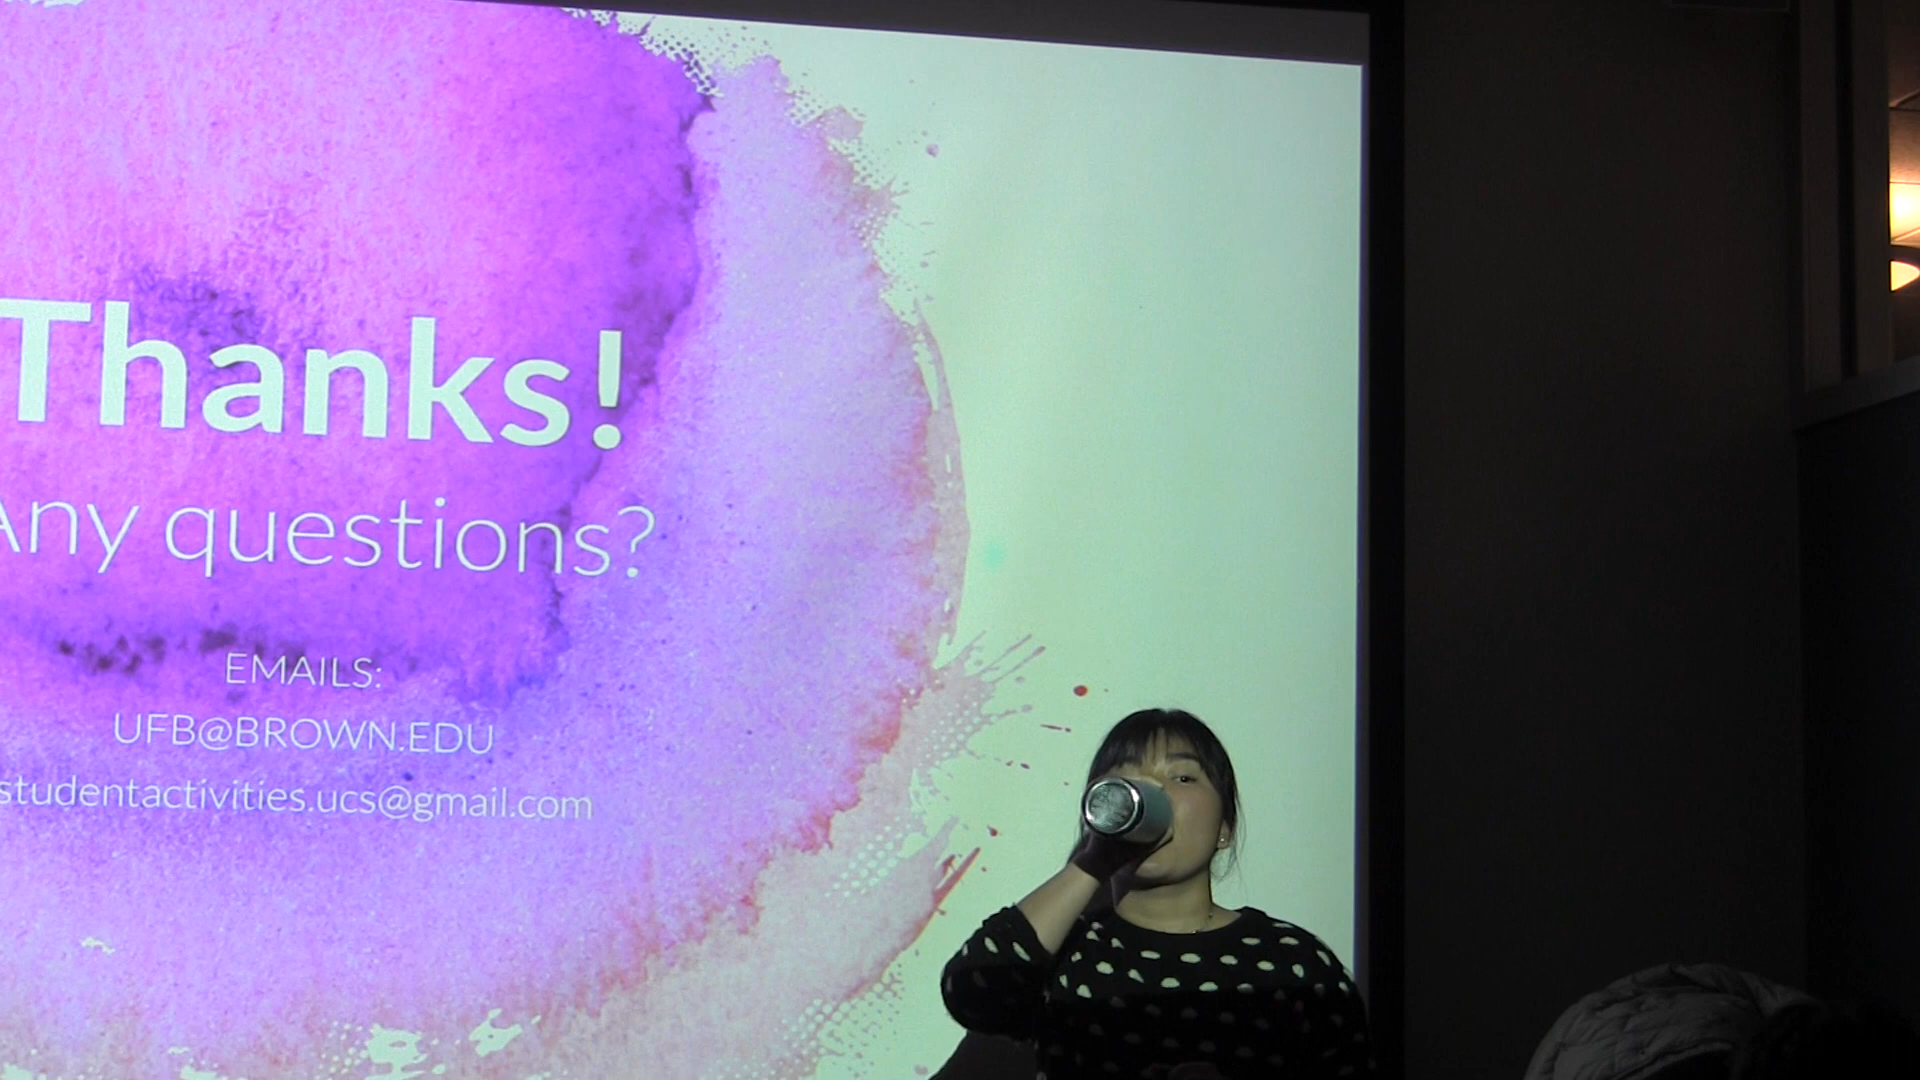 Thanks!
Any questions?
EMAILS:
UFB@BROWN.EDU
studentactivities.ucs@gmail.com